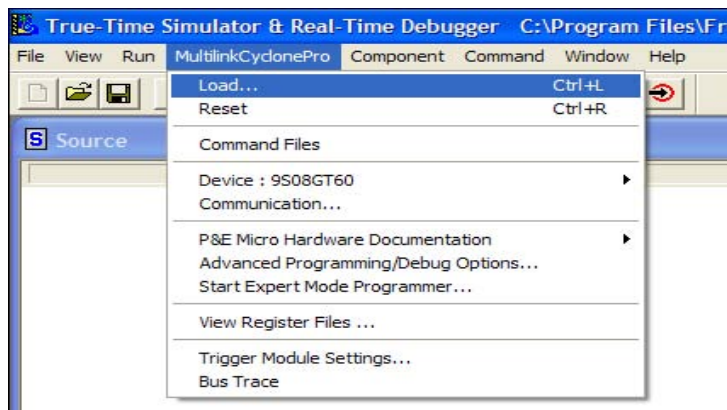 True-Time Simulator & Real-Time Debugger C:\Program Files\Fr
File View Run MultilinkCyclonePro Component Command Window Help
Load... Ctrl+L
Reset Ctrl+R
S Source
Command Files
Device : 9S08GT60
Communication...
P&E Micro Hardware Documentation
Advanced Programming/Debug Options...
Start Expert Mode Programmer...
View Register Files ...
Trigger Module Settings...
Bus Trace